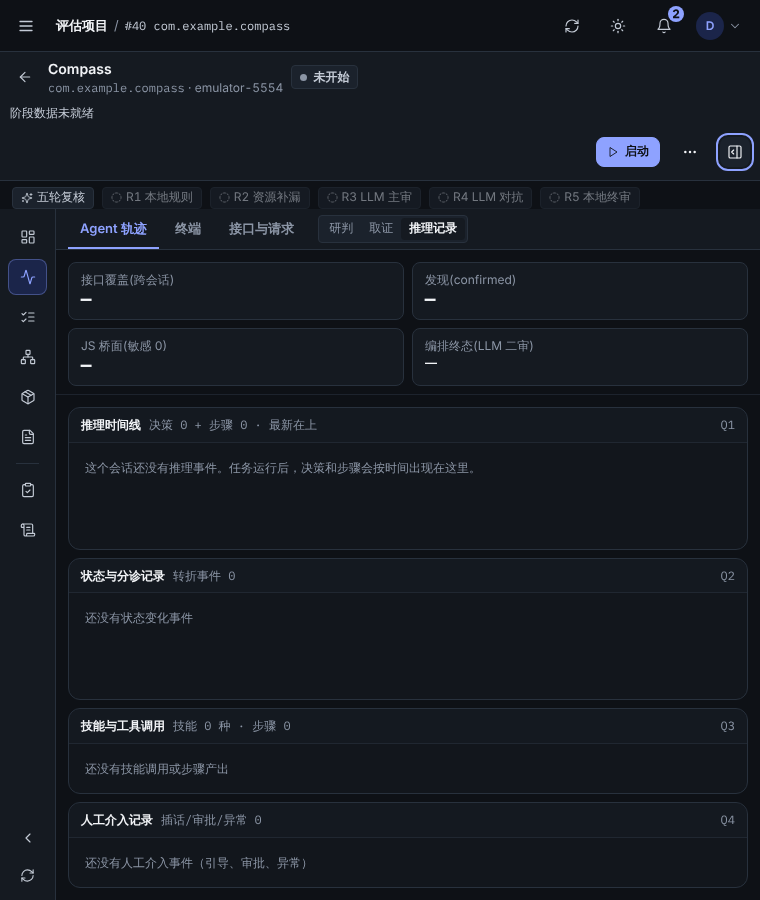 评估项目 / #40 com.example.compass
2
D
Compass
com.example.compass · emulator-5554
未开始
阶段数据未就绪
启动
五轮复核 R1 本地规则 R2 资源补漏 R3 LLM 主审 R4 LLM 对抗 R5 本地终审
Agent 轨迹 终端 接口与请求 研判 取证 推理记录
接口覆盖(跨会话)
—
发现(confirmed)
—
JS 桥面(敏感 0)
—
编排终态(LLM 二审)
—
推理时间线 决策 0 + 步骤 0 · 最新在上 Q1
这个会话还没有推理事件。任务运行后，决策和步骤会按时间出现在这里。
状态与分诊记录 转折事件 0 Q2
还没有状态变化事件
技能与工具调用 技能 0 种 · 步骤 0 Q3
还没有技能调用或步骤产出
人工介入记录 插话/审批/异常 0 Q4
还没有人工介入事件（引导、审批、异常）